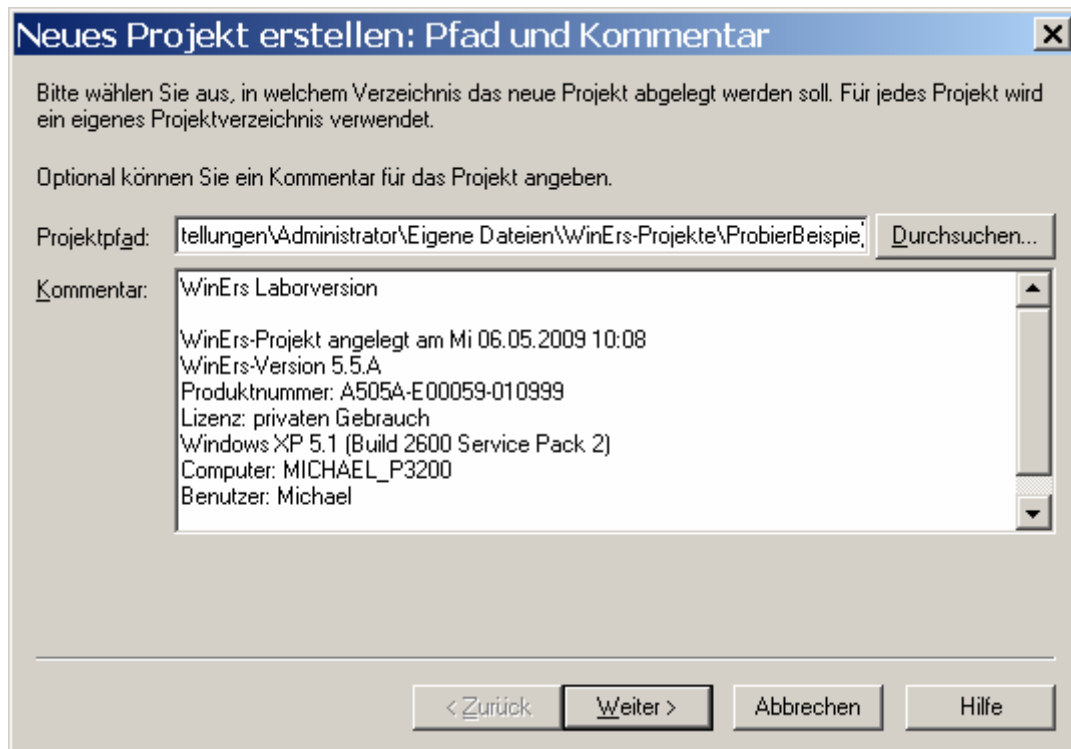 Neues Projekt erstellen: Pfad und Kommentar
Bitte wählen Sie aus, in welchem Verzeichnis das neue Projekt abgelegt werden soll. Für jedes Projekt wird
ein eigenes Projektverzeichnis verwendet.
Optional können Sie ein Kommentar für das Projekt angeben.
Projektpfad: tellungen\Administrator\Eigene Dateien\WinErs-Projekte\ProbierBeispie Durchsuchen...
Kommentar: WinErs Laborversion
WinErs-Projekt angelegt am Mi 06.05.2009 10:08
WinErs-Version 5.5.A
Produktnummer: A505A-E00059-010999
Lizenz: privaten Gebrauch
Windows XP 5.1 (Build 2600 Service Pack 2)
Computer: MICHAEL_P3200
Benutzer: Michael
< Zurück Weiter > Abbrechen Hilfe